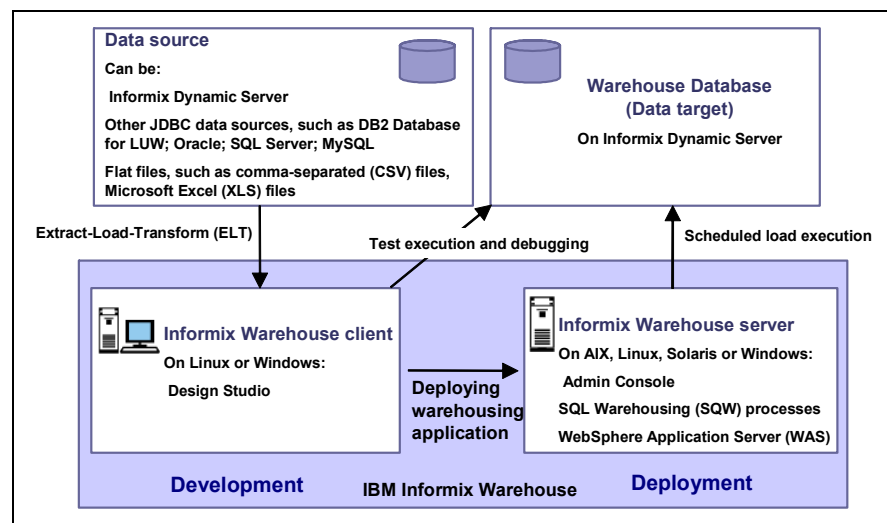 Data source
Can be:
Informix Dynamic Server
Other JDBC data sources, such as DB2 Database
for LUW; Oracle; SQL Server; MySQL
Flat files, such as comma-separated (CSV) files,
Microsoft Excel (XLS) files
Warehouse Database
(Data target)
On Informix Dynamic Server
Extract-Load-Transform (ELT)
Test execution and debugging
Scheduled load execution
Informix Warehouse client
On Linux or Windows:
Design Studio
Deploying
warehousing
application
Informix Warehouse server
On AIX, Linux, Solaris or Windows:
Admin Console
SQL Warehousing (SQW) processes
WebSphere Application Server (WAS)
Development
IBM Informix Warehouse
Deployment